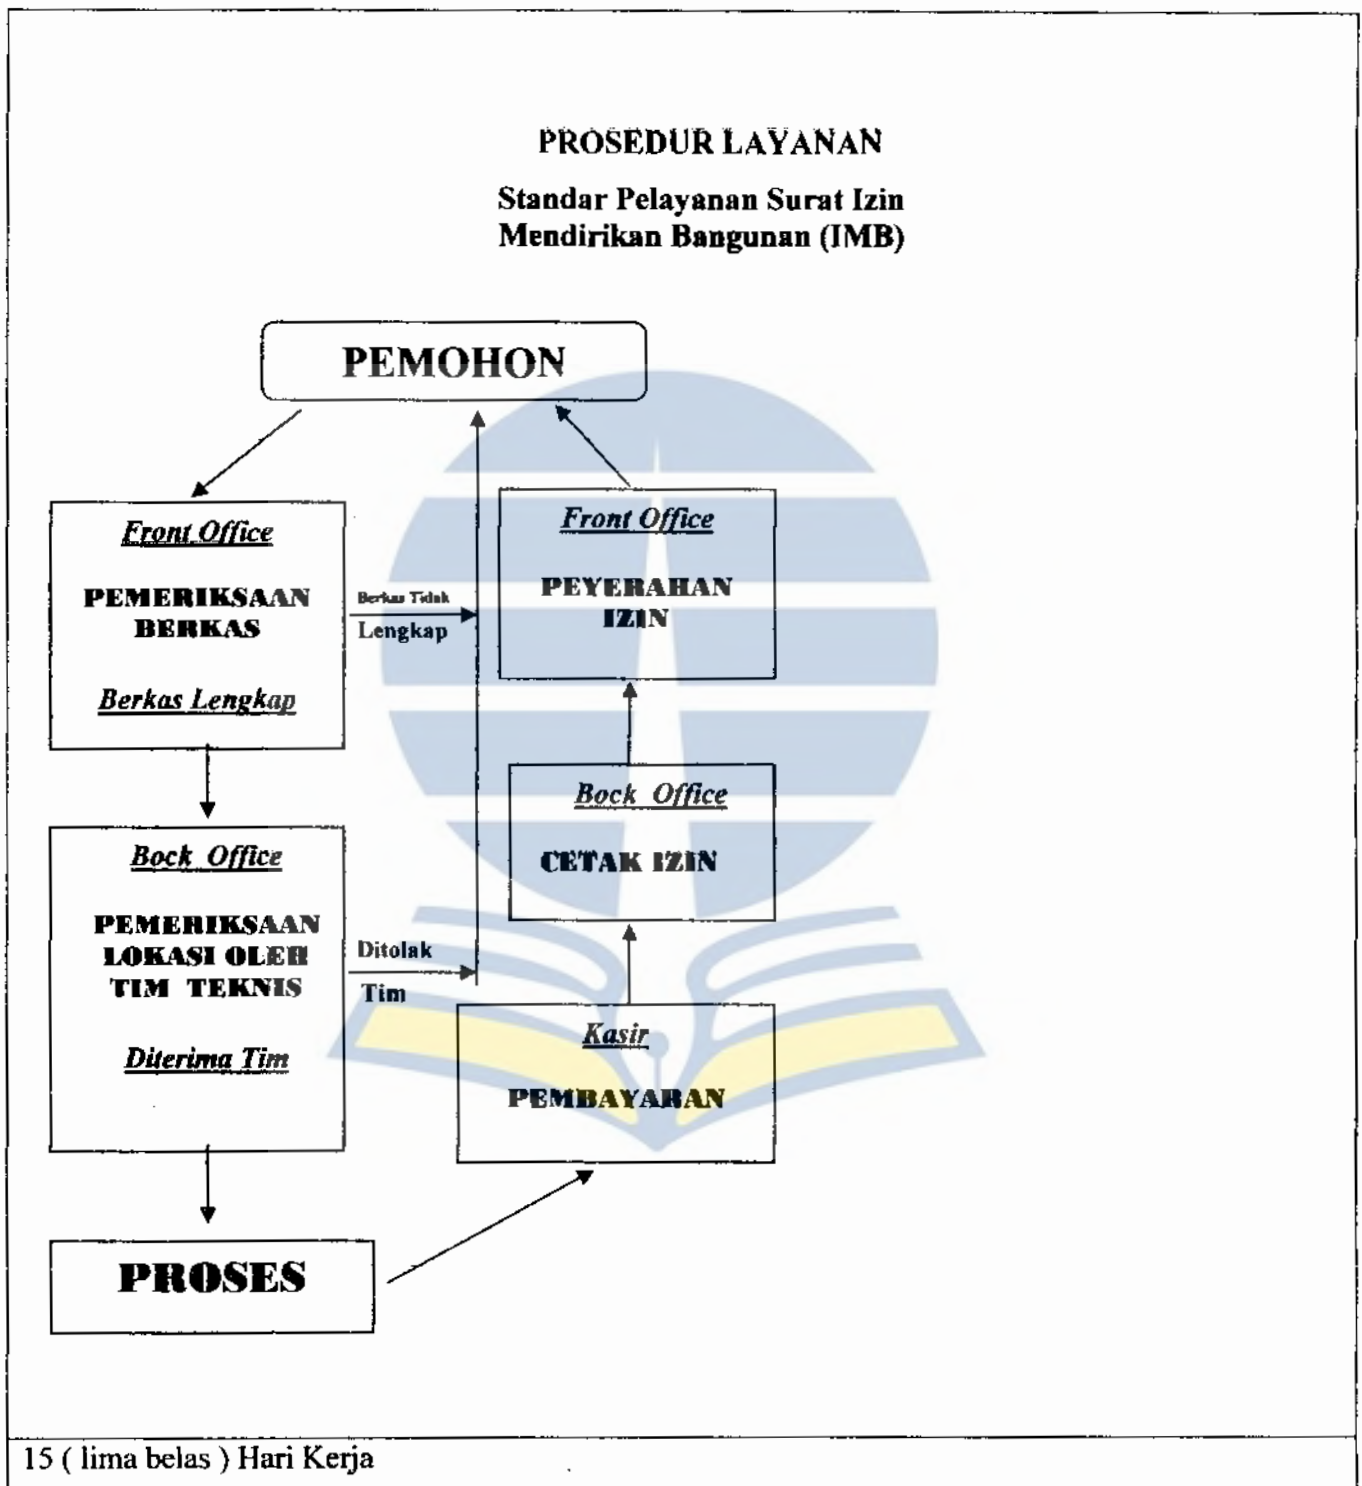 PROSEDUR LAYANAN
Standar Pelayanan Surat Izin
Mendirikan Bangunan (IMB)
PEMOHON
Front Office
PEMERIKSAAN
BERKAS
Berkas Lengkap
Berkas Tidak
Lengkap
Bock Office
PEMERIKSAAN
LOKASI OLEH
TIM TEKNIS
Diterima Tim
Ditolak
Tim
PROSES
Kasir
PEMBAYARAN
Bock Office
CETAK IZIN
Front Office
PEYERAHAN
IZIN
15 ( lima belas ) Hari Kerja